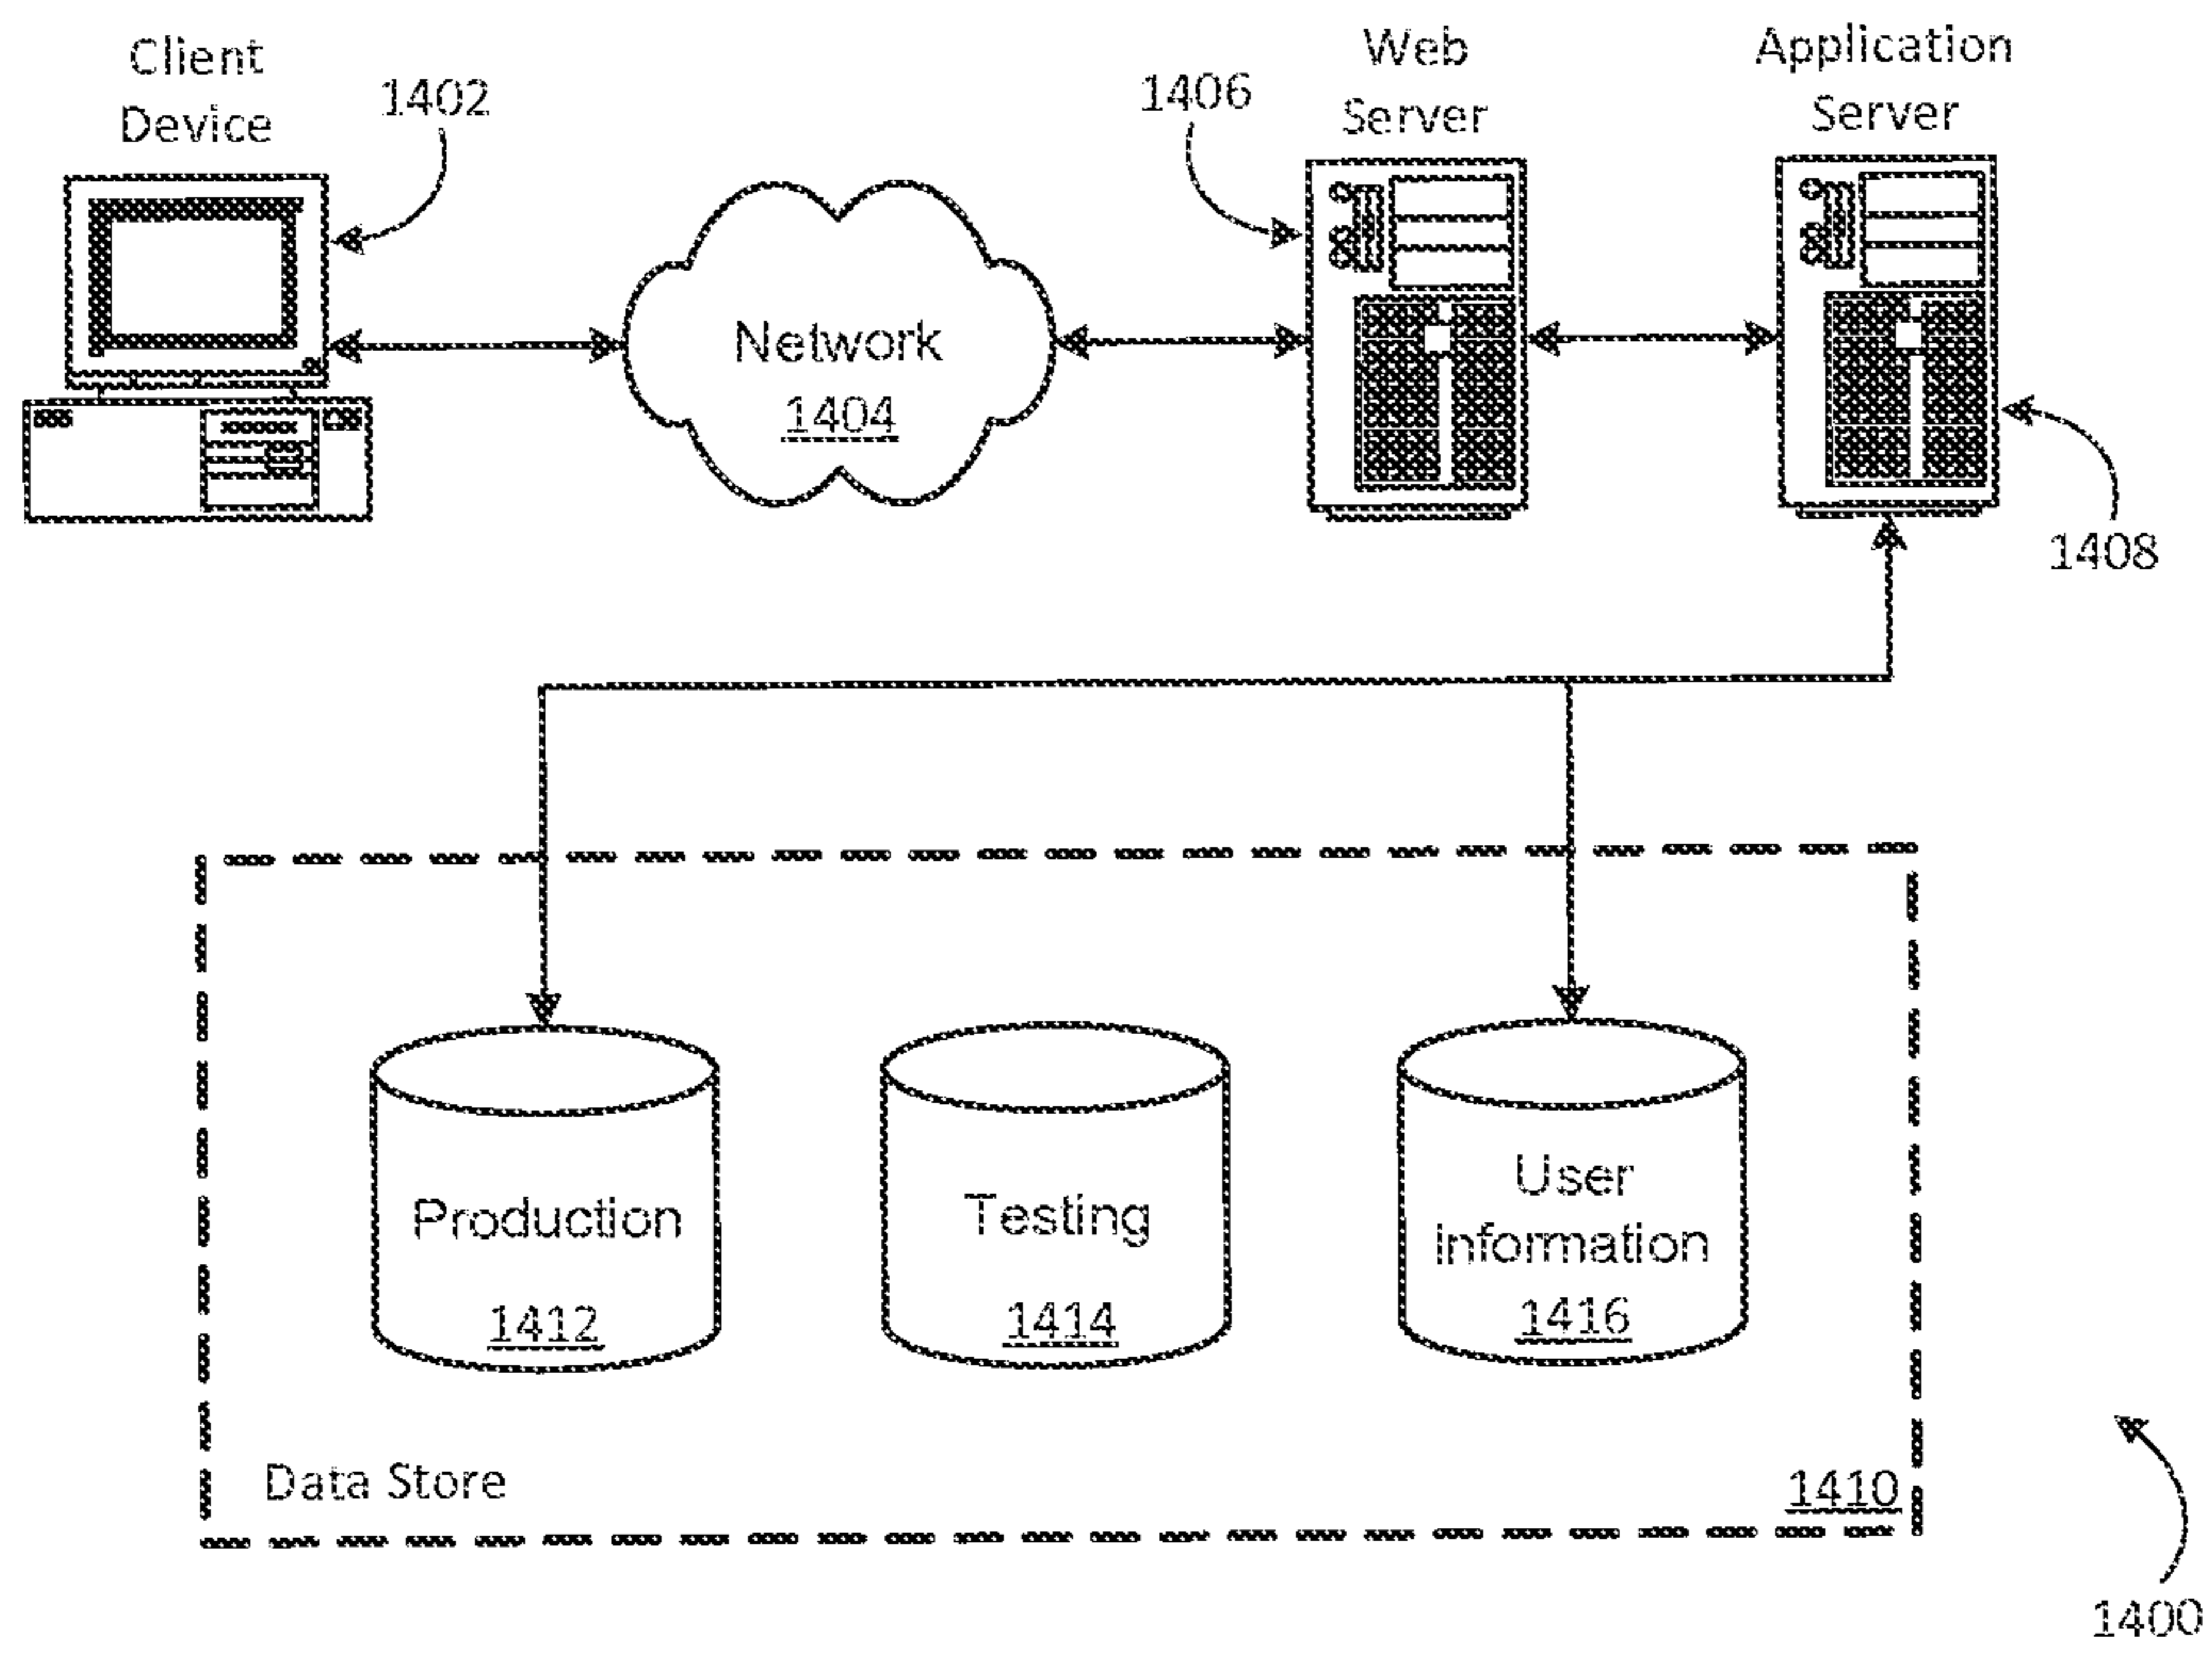 Client
Device
1402
1406
Web
Server
Application
Server
Network
1404
1408
Production
1412
Testing
1414
User
Information
1416
Data Store
1410
1400